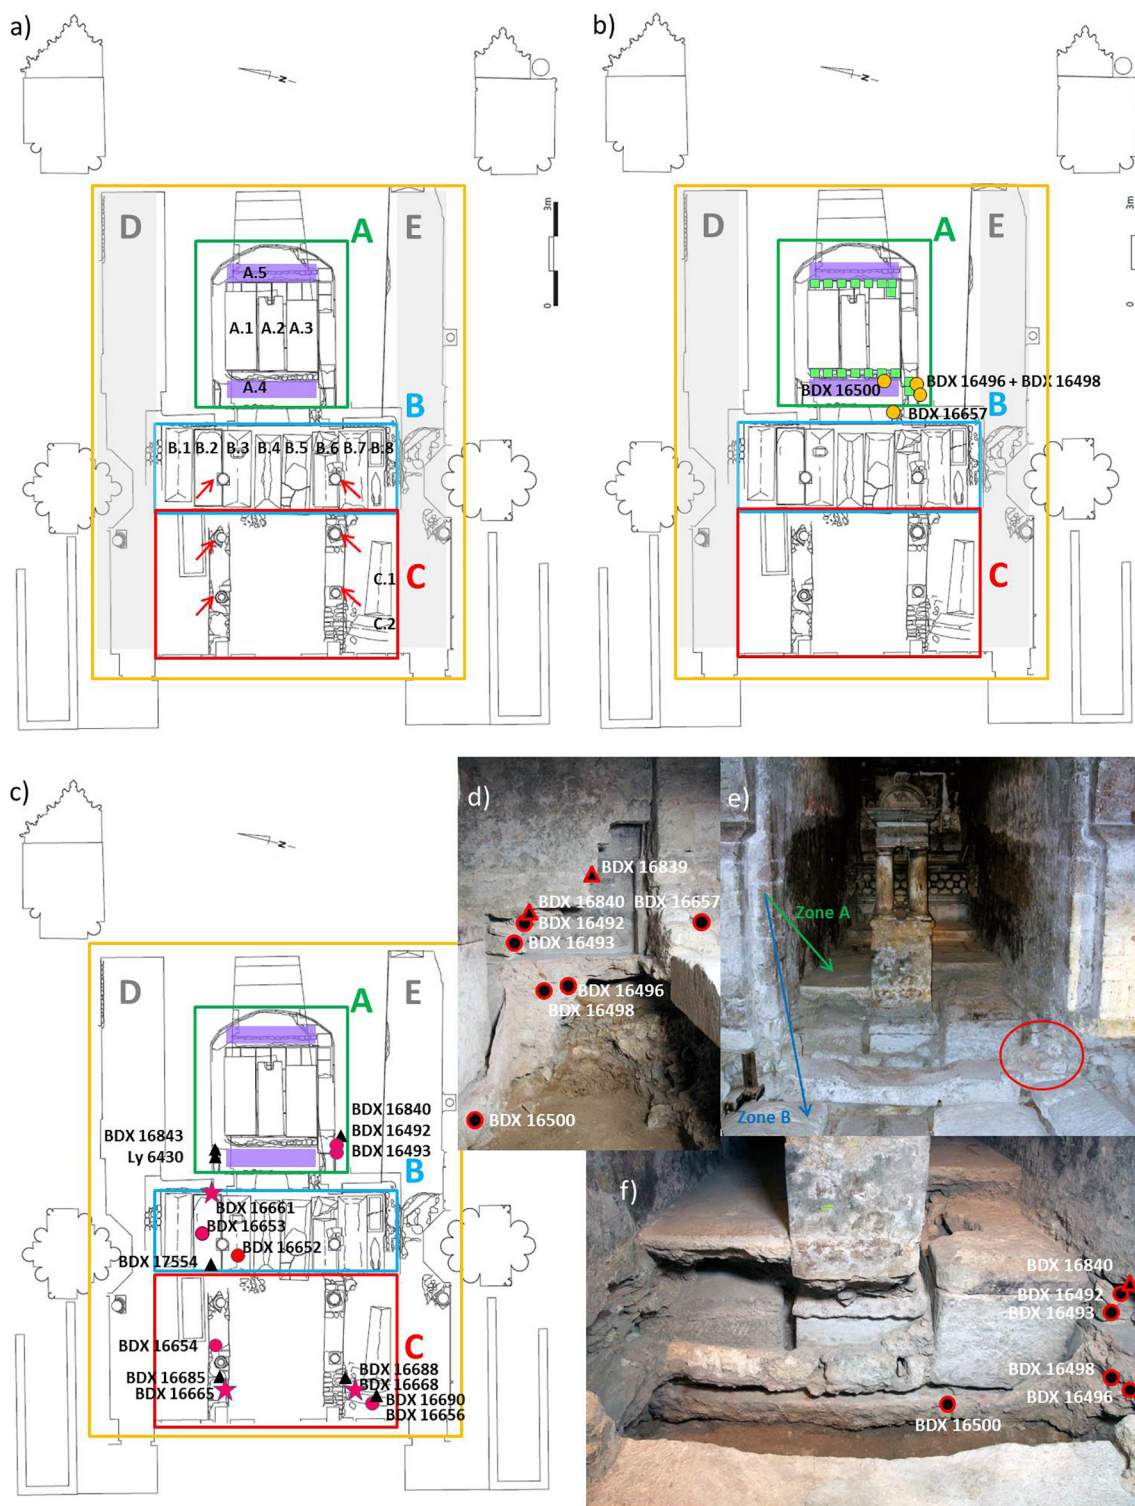 a)
N
D
A
E
A.5
A.1 A.2 A.3
A.4
3m
0
B
B.1 B.2 B.3 B.4 B.5 B.6 B.7 B.8
C
C.1
C.2
b)
N
D
A
E
3m
0
BDX 16500
BDX 16496 + BDX 16498
BDX 16657
B
C
c)
N
D
A
E
BDX 16840
BDX 16492
BDX 16493
BDX 16843
Ly 6430
B
BDX 16661
BDX 16653
BDX 16652
BDX 17554
C
BDX 16654
BDX 16685
BDX 16665
BDX 16688
BDX 16668
BDX 16690
BDX 16656
d)
BDX 16839
BDX 16840 BDX 16657
BDX 16492
BDX 16493
BDX 16496
BDX 16498
BDX 16500
e)
Zone A
Zone B
f)
BDX 16840
BDX 16492
BDX 16493
BDX 16498
BDX 16496
BDX 16500